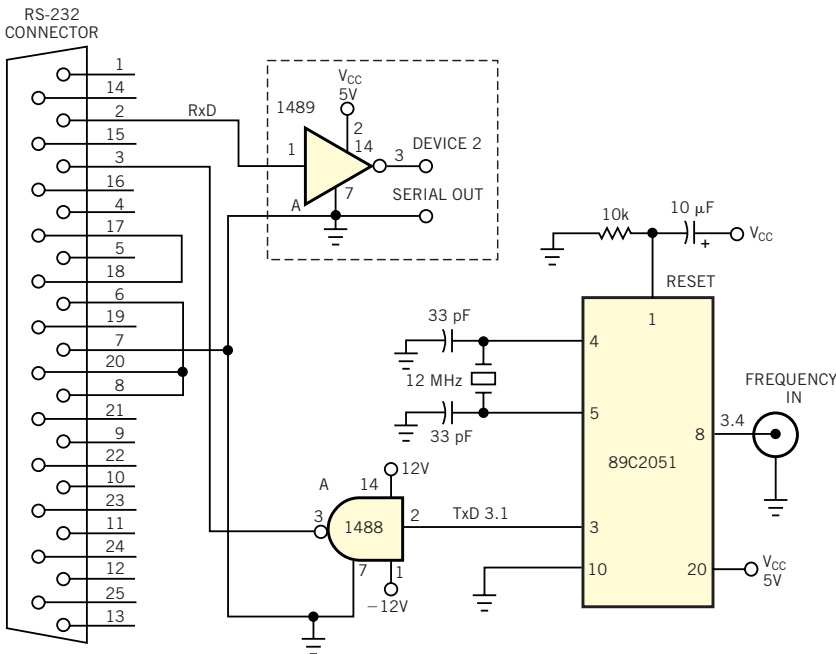 RS-232
CONNECTOR
1
14
2
RxD
15
3
16
4
17
5
18
6
19
7
20
8
21
9
22
10
23
11
24
12
25
13
VCC
5V
1489
2
14
1
3
DEVICE 2
7
A
SERIAL OUT
10k
10 µF
+
VCC
RESET
1
33 pF
4
12 MHz
5
33 pF
FREQUENCY
IN
3.4
8
89C2051
A
14
12V
3
1488
2
TxD 3.1
3
7
1
–12V
10
20
VCC
5V